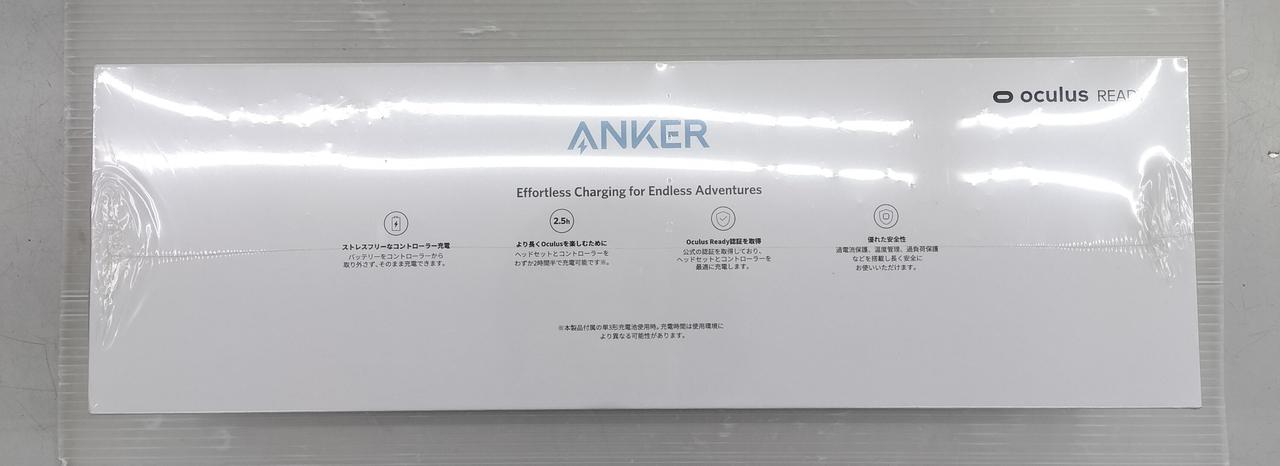 oculus
ANKER
Effortless Charging for Endless Adventures
2.5h
ストレスフリーなコントローラー充電
バッテリーをコントローラーから
取り外さず、そのまま充電できます。
より長くOculusを楽しむために
ヘッドセットとコントローラーを
わずか2時間半で充電可能です※。
Oculus Ready認証を取得
公式の認証を取得しており、
ヘッドセットとコントローラーを
最適に充電します。
優れた安全性
過電流保護、温度管理、過負荷保護
などを搭載し長く安全に
お使いいただけます。
※本製品付属の単3形充電池使用時。充電時間は使用環境に
より異なる可能性があります。